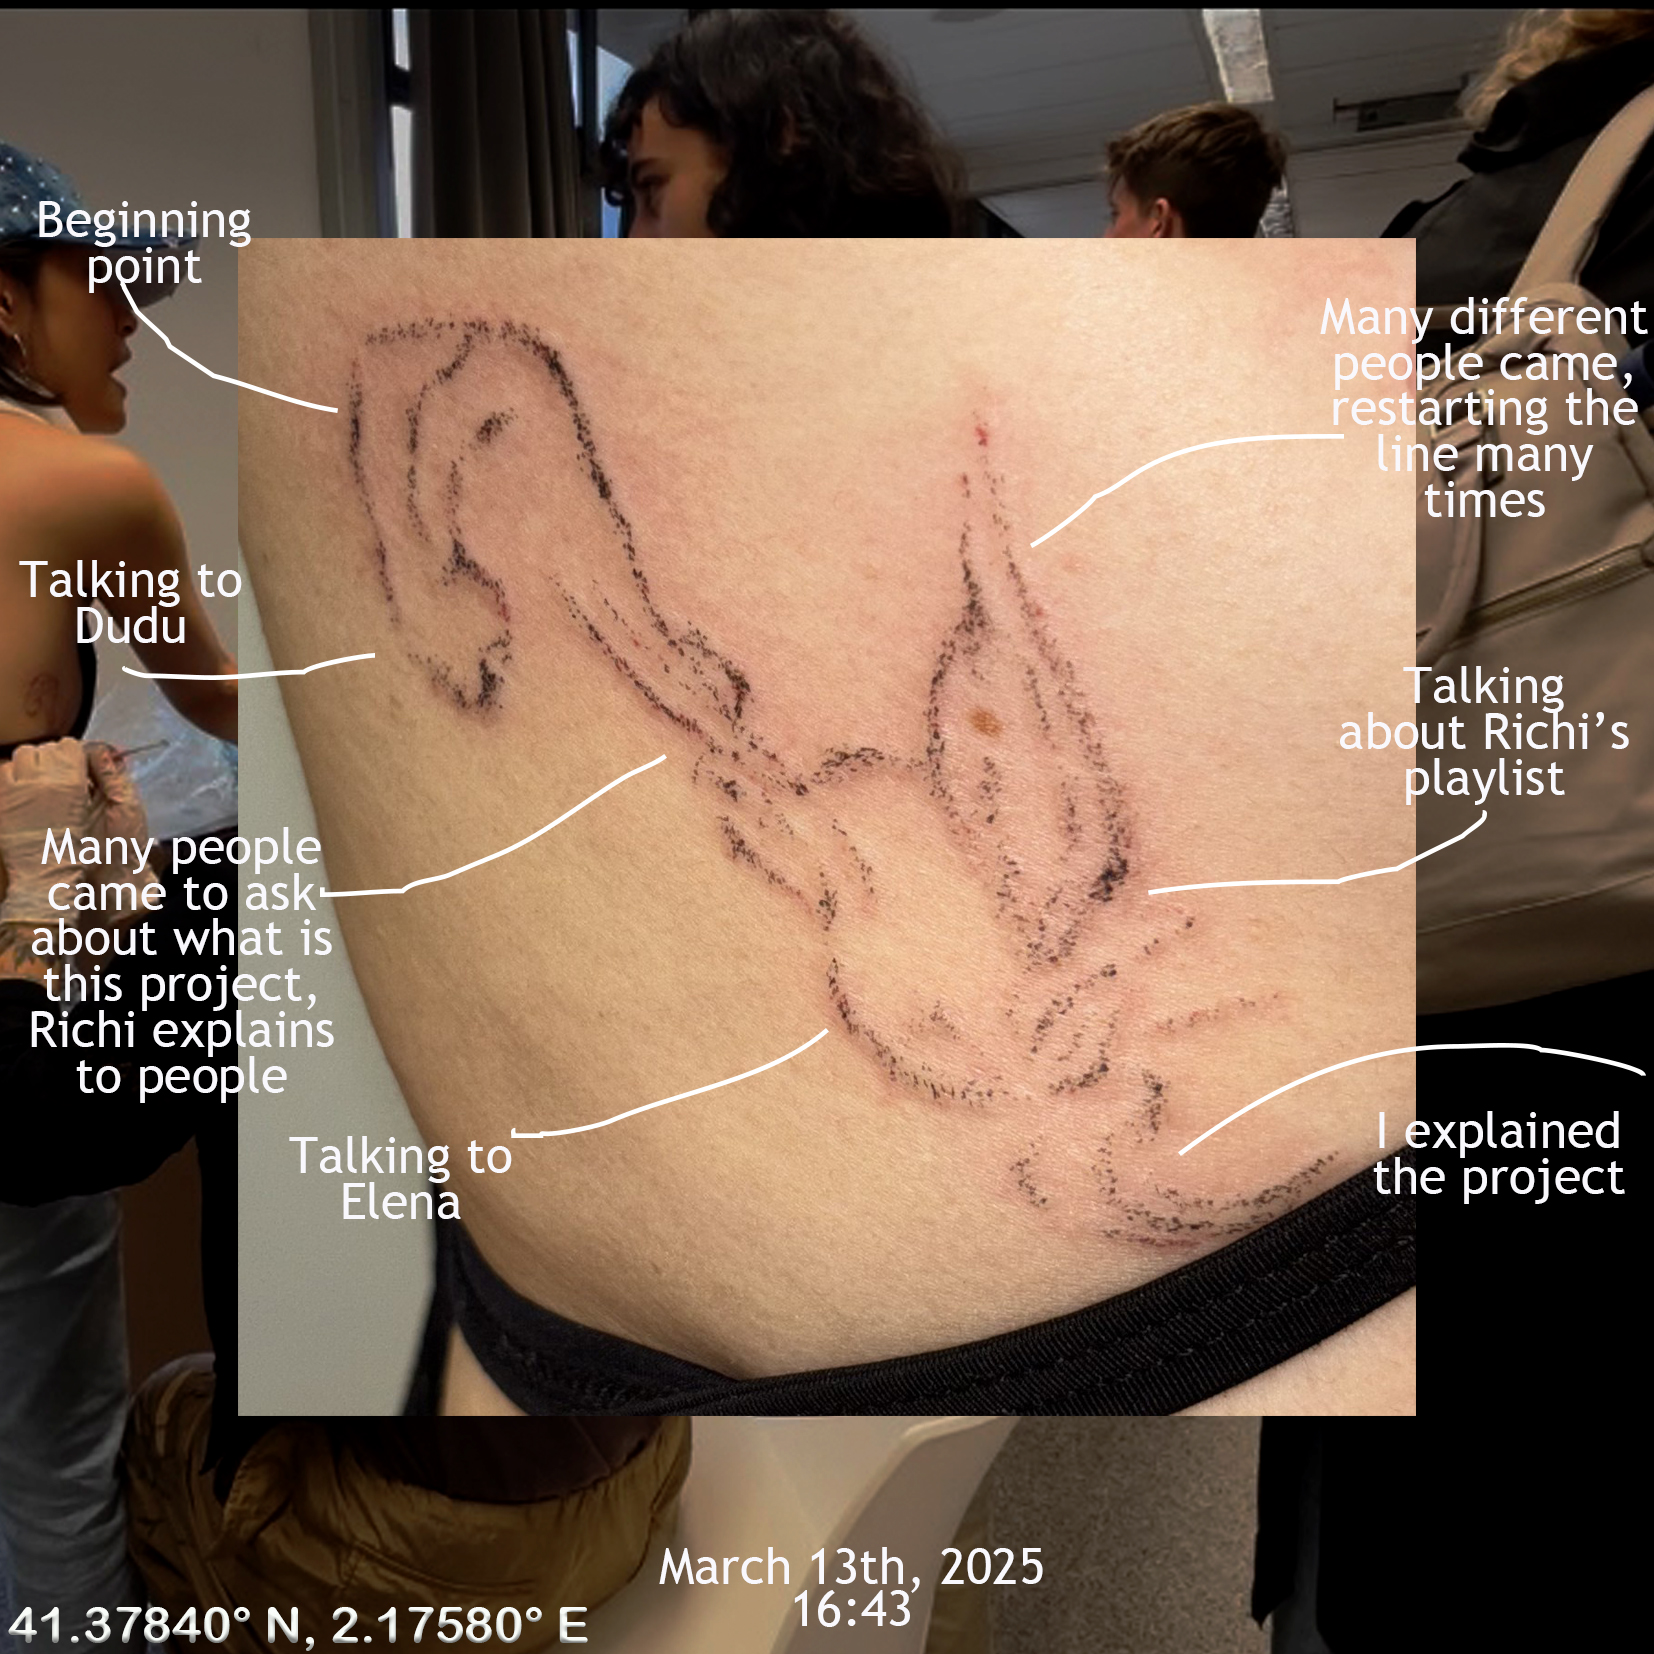 Beginning
point
Many different
people came,
restarting the
line many
times
Talking to
Dudu
Talking
about Richi’s
playlist
Many people
came to ask
about what is
this project,
Richi explains
to people
Talking to
Elena
I explained
the project
March 13th, 2025
16:43
41.37840° N, 2.17580° E